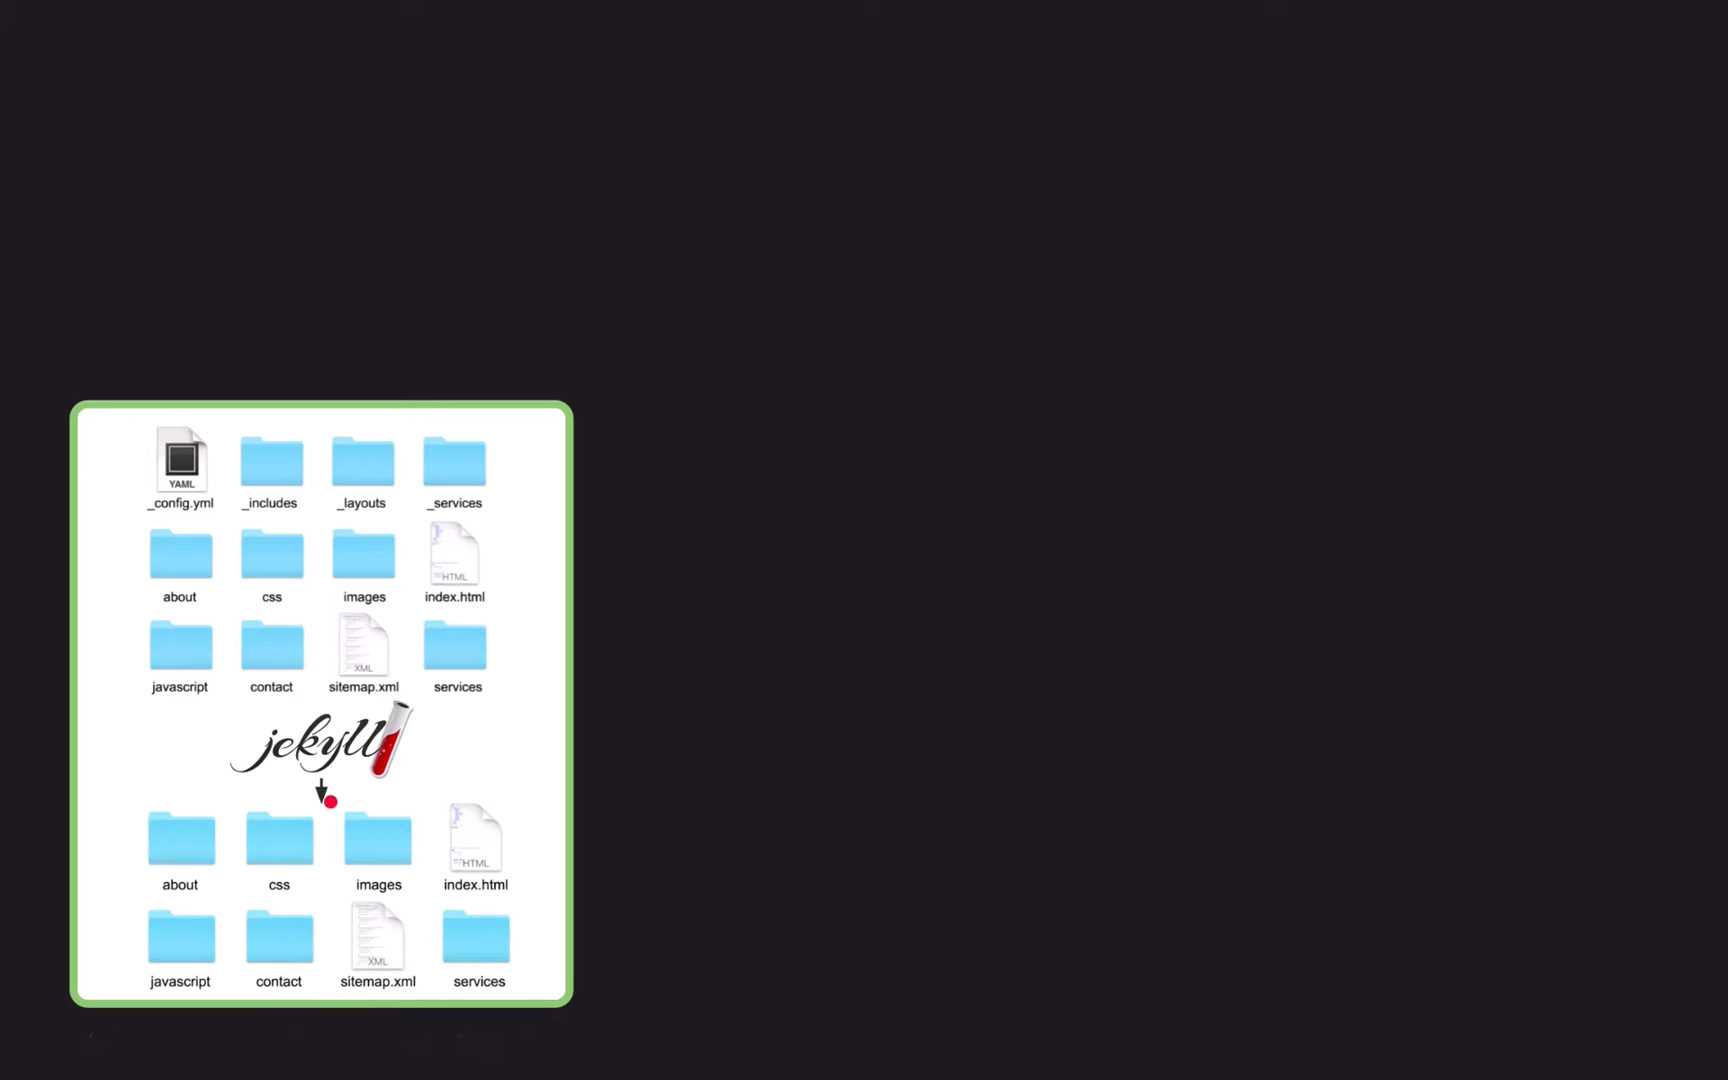 YAML
_config.yml _includes _layouts _services
HTML
about css images index.html
XML
javascript contact sitemap.xml services
jekyll
HTML
about css images index.html
XML
javascript contact sitemap.xml services